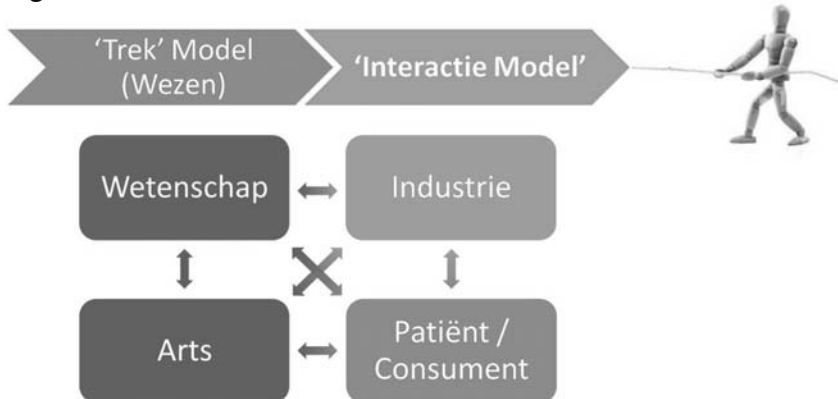 'Trek' Model
(Wezen)
'Interactie Model'
Wetenschap
Industrie
Arts
Patiënt /
Consument